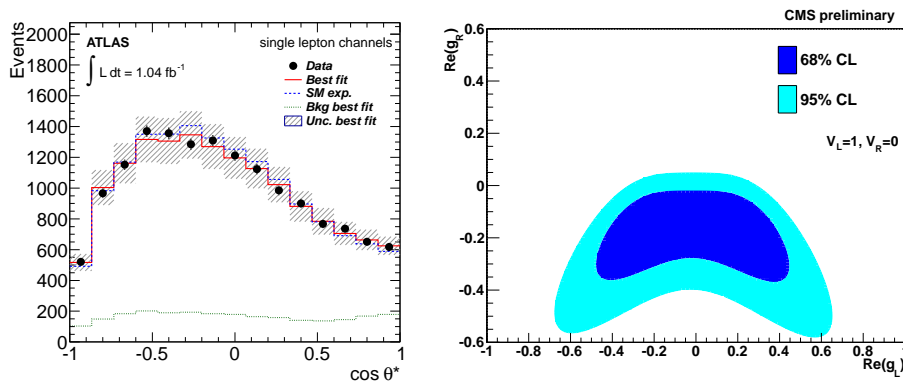 Events
2000
1800
1600
1400
1200
1000
800
600
400
200
0
-1
-0.5
0
0.5
1
cos θ*
ATLAS
∫ L dt = 1.04 fb⁻¹
single lepton channels
Data
Best fit
SM exp.
Bkg best fit
Unc. best fit
CMS preliminary
Re(g_R)
0.6
0.4
0.2
0
-0.2
-0.4
-0.6
-1
-0.8
-0.6
-0.4
-0.2
0
0.2
0.4
0.6
0.8
1
Re(g_L)
68% CL
95% CL
V_L=1, V_R=0